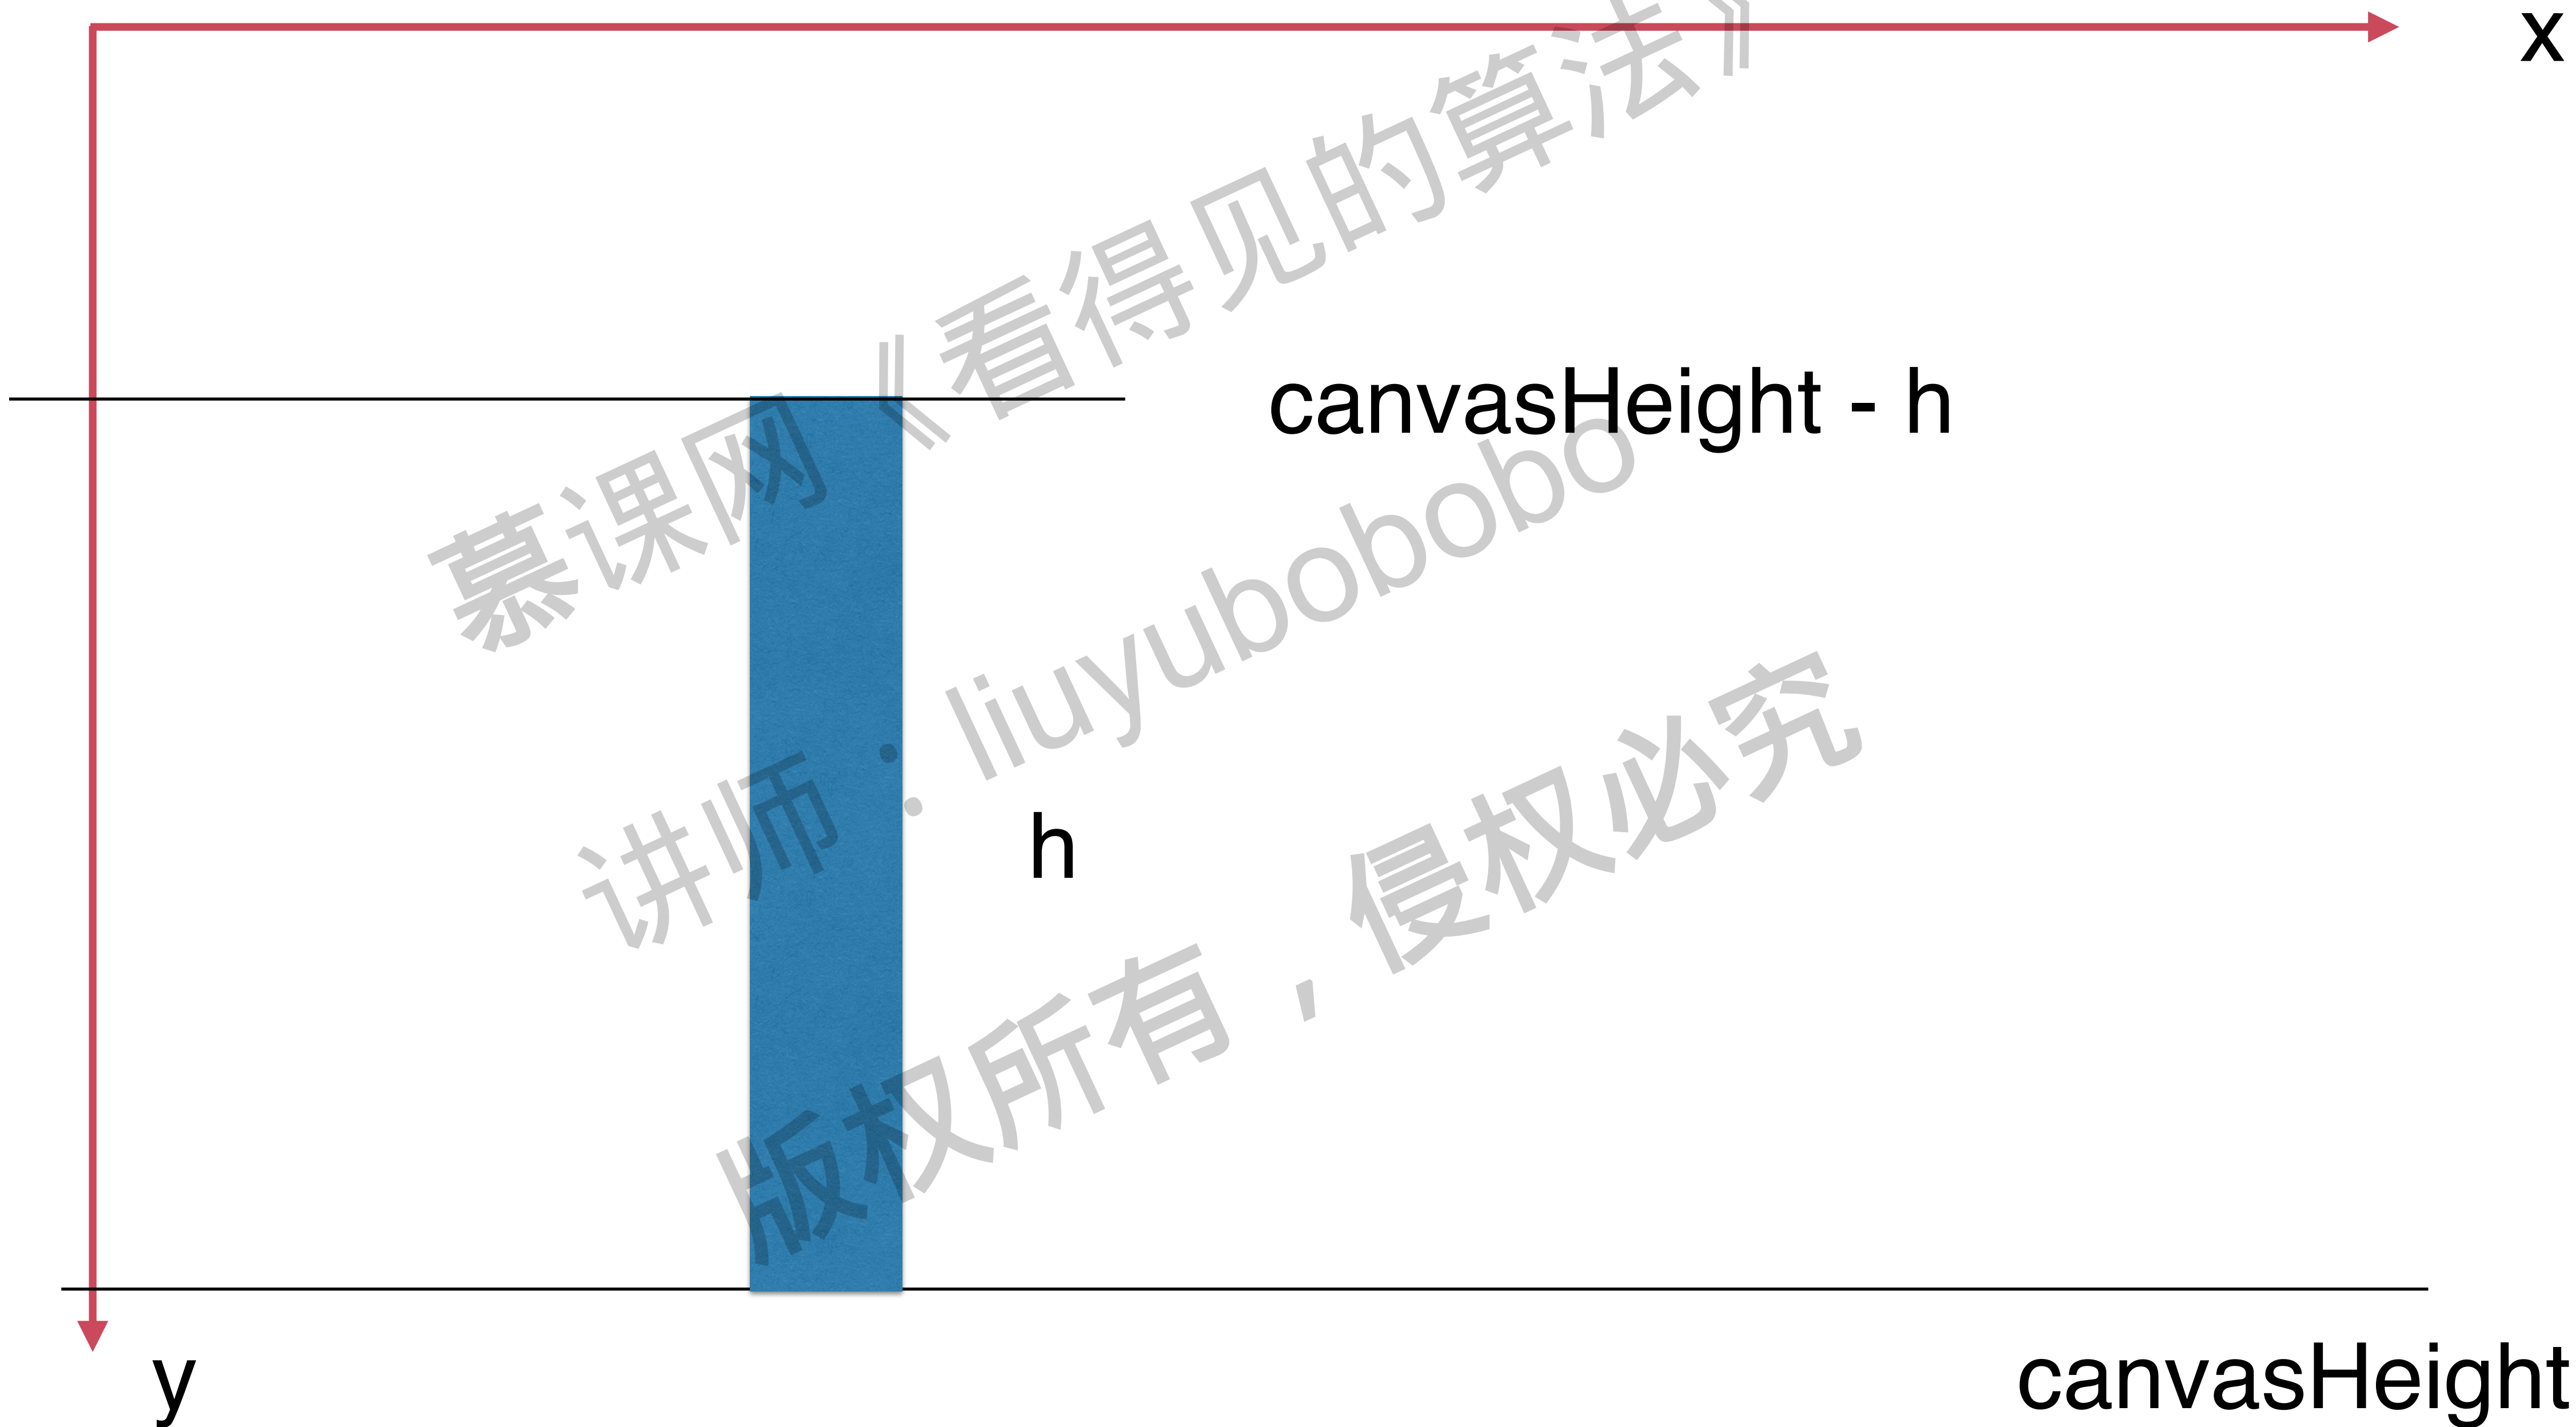 x
canvasHeight - h
h
y
canvasHeight
慕课网《看得见的算法》
讲师：liuyubobobo
版权所有，侵权必究